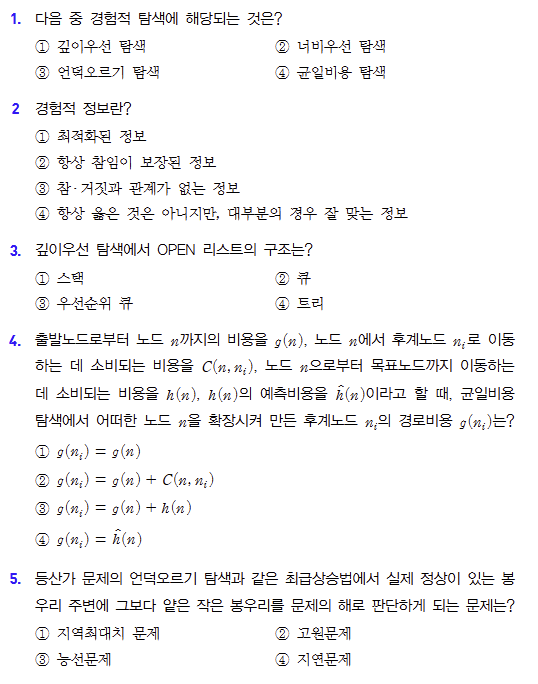 1. 다음 중 경험적 탐색에 해당되는 것은?
① 깊이우선 탐색 ② 너비우선 탐색
③ 언덕오르기 탐색 ④ 균일비용 탐색
2 경험적 정보란?
① 최적화된 정보
② 항상 참임이 보장된 정보
③ 참·거짓과 관계가 없는 정보
④ 항상 옳은 것은 아니지만, 대부분의 경우 잘 맞는 정보
3. 깊이우선 탐색에서 OPEN 리스트의 구조는?
① 스택 ② 큐
③ 우선순위 큐 ④ 트리
4. 출발노드로부터 노드 n까지의 비용을 g(n), 노드 n에서 후계노드 nᵢ로 이동
하는 데 소비되는 비용을 C(n, nᵢ), 노드 n으로부터 목표노드까지 이동하는
데 소비되는 비용을 h(n), h(n)의 예측비용을 ĥ(n)이라고 할 때, 균일비용
탐색에서 어떠한 노드 n을 확장시켜 만든 후계노드 nᵢ의 경로비용 g(nᵢ)는?
① g(nᵢ) = g(n)
② g(nᵢ) = g(n) + C(n, nᵢ)
③ g(nᵢ) = g(n) + h(n)
④ g(nᵢ) = ĥ(n)
5. 등산가 문제의 언덕오르기 탐색과 같은 최급상승법에서 실제 정상이 있는 봉
우리 주변에 그보다 얕은 작은 봉우리를 문제의 해로 판단하게 되는 문제는?
① 지역최대치 문제 ② 고원문제
③ 능선문제 ④ 지연문제